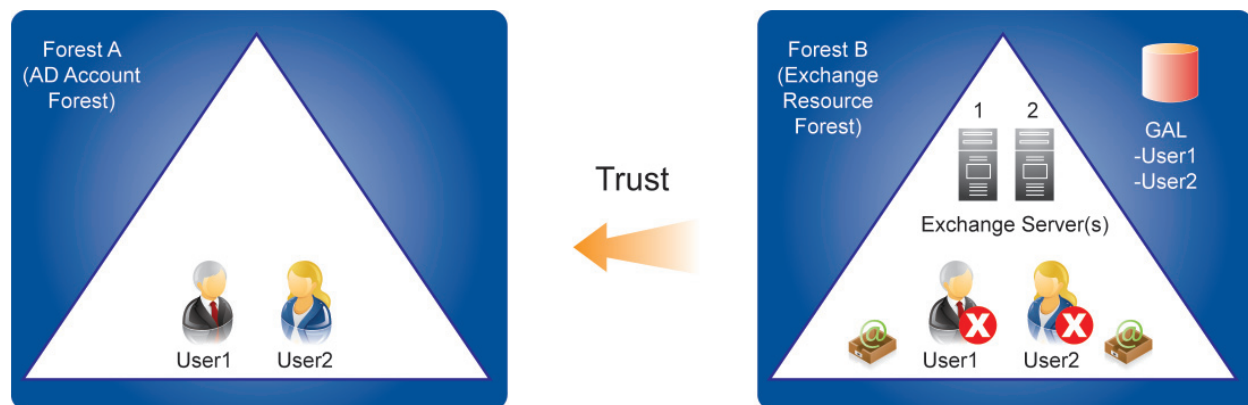 Forest A
(AD Account
Forest)
User1
User2
Trust
Forest B
(Exchange
Resource
Forest)
1
2
Exchange Server(s)
GAL
-User1
-User2
@
X
User1
X
User2
@